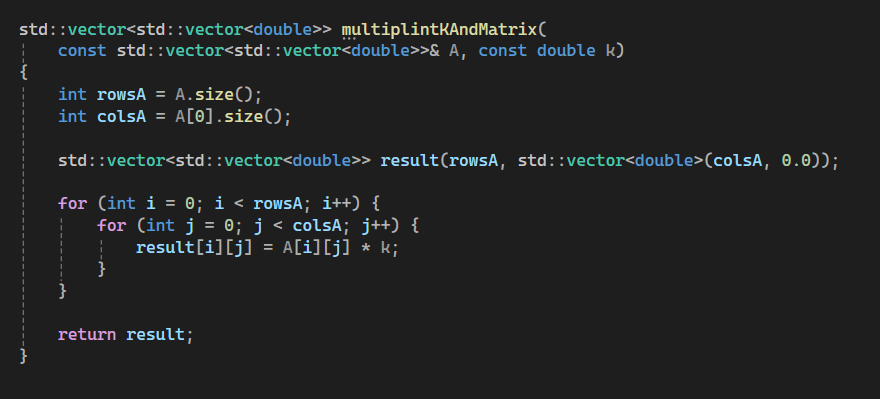 std::vector<std::vector<double>> multiplintKAndMatrix(
    const std::vector<std::vector<double>>& A, const double k)
{
    int rowsA = A.size();
    int colsA = A[0].size();

    std::vector<std::vector<double>> result(rowsA, std::vector<double>(colsA, 0.0));

    for (int i = 0; i < rowsA; i++) {
        for (int j = 0; j < colsA; j++) {
            result[i][j] = A[i][j] * k;
        }
    }

    return result;
}